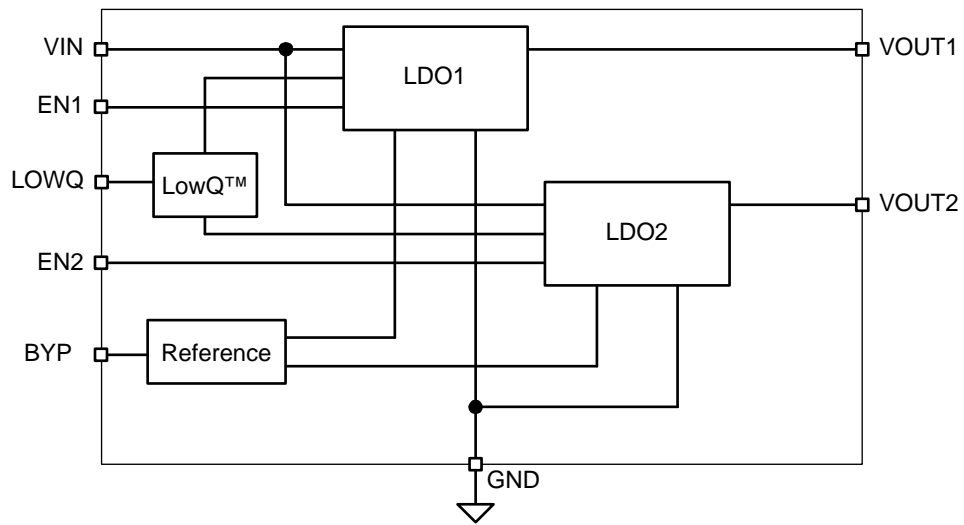 VIN
LDO1
VOUT1
EN1
LOWQ
LowQ™
LDO2
VOUT2
EN2
BYP
Reference
GND